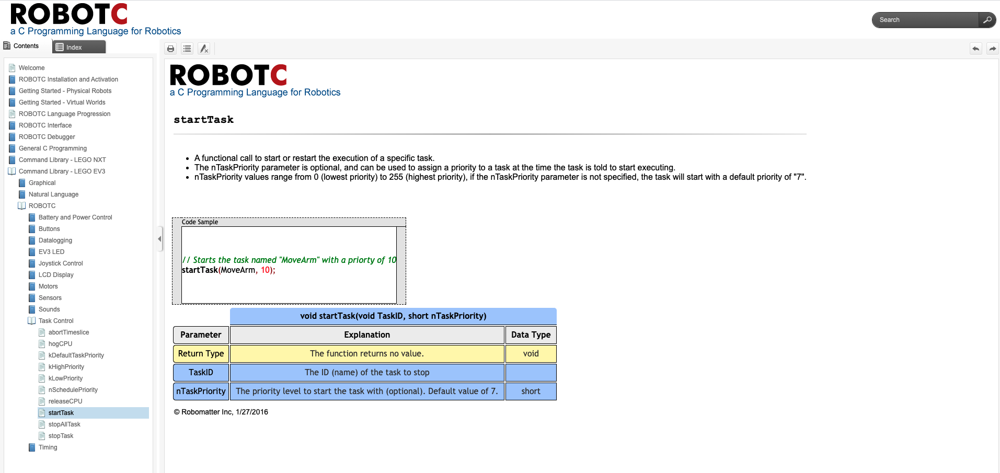 ROBOTC
a C Programming Language for Robotics
Search
Contents
Index
Welcome
ROBOTC Installation and Activation
Getting Started - Physical Robots
Getting Started - Virtual Worlds
ROBOTC Language Progression
ROBOTC Interface
ROBOTC Debugger
General C Programming
Command Library - LEGO NXT
Command Library - LEGO EV3
Graphical
Natural Language
ROBOTC
Battery and Power Control
Buttons
Datalogging
EV3 LED
Joystick Control
LCD Display
Motors
Sensors
Sounds
Task Control
abortTimeslice
hogCPU
kDefaultTaskPriority
kHighPriority
kLowPriority
nSchedulePriority
releaseCPU
startTask
stopAllTask
stopTask
Timing
ROBOTC
a C Programming Language for Robotics
startTask
• A functional call to start or restart the execution of a specific task.
• The nTaskPriority parameter is optional, and can be used to assign a priority to a task at the time the task is told to start executing.
• nTaskPriority values range from 0 (lowest priority) to 255 (highest priority), if the nTaskPriority parameter is not specified, the task will start with a default priority of "7".
Code Sample
// Starts the task named "MoveArm" with a priorty of 10
startTask(MoveArm, 10);
void startTask(void TaskID, short nTaskPriority)
Parameter Explanation Data Type
Return Type The function returns no value. void
TaskID The ID (name) of the task to stop
nTaskPriority The priority level to start the task with (optional). Default value of 7. short
© Robomatter Inc, 1/27/2016